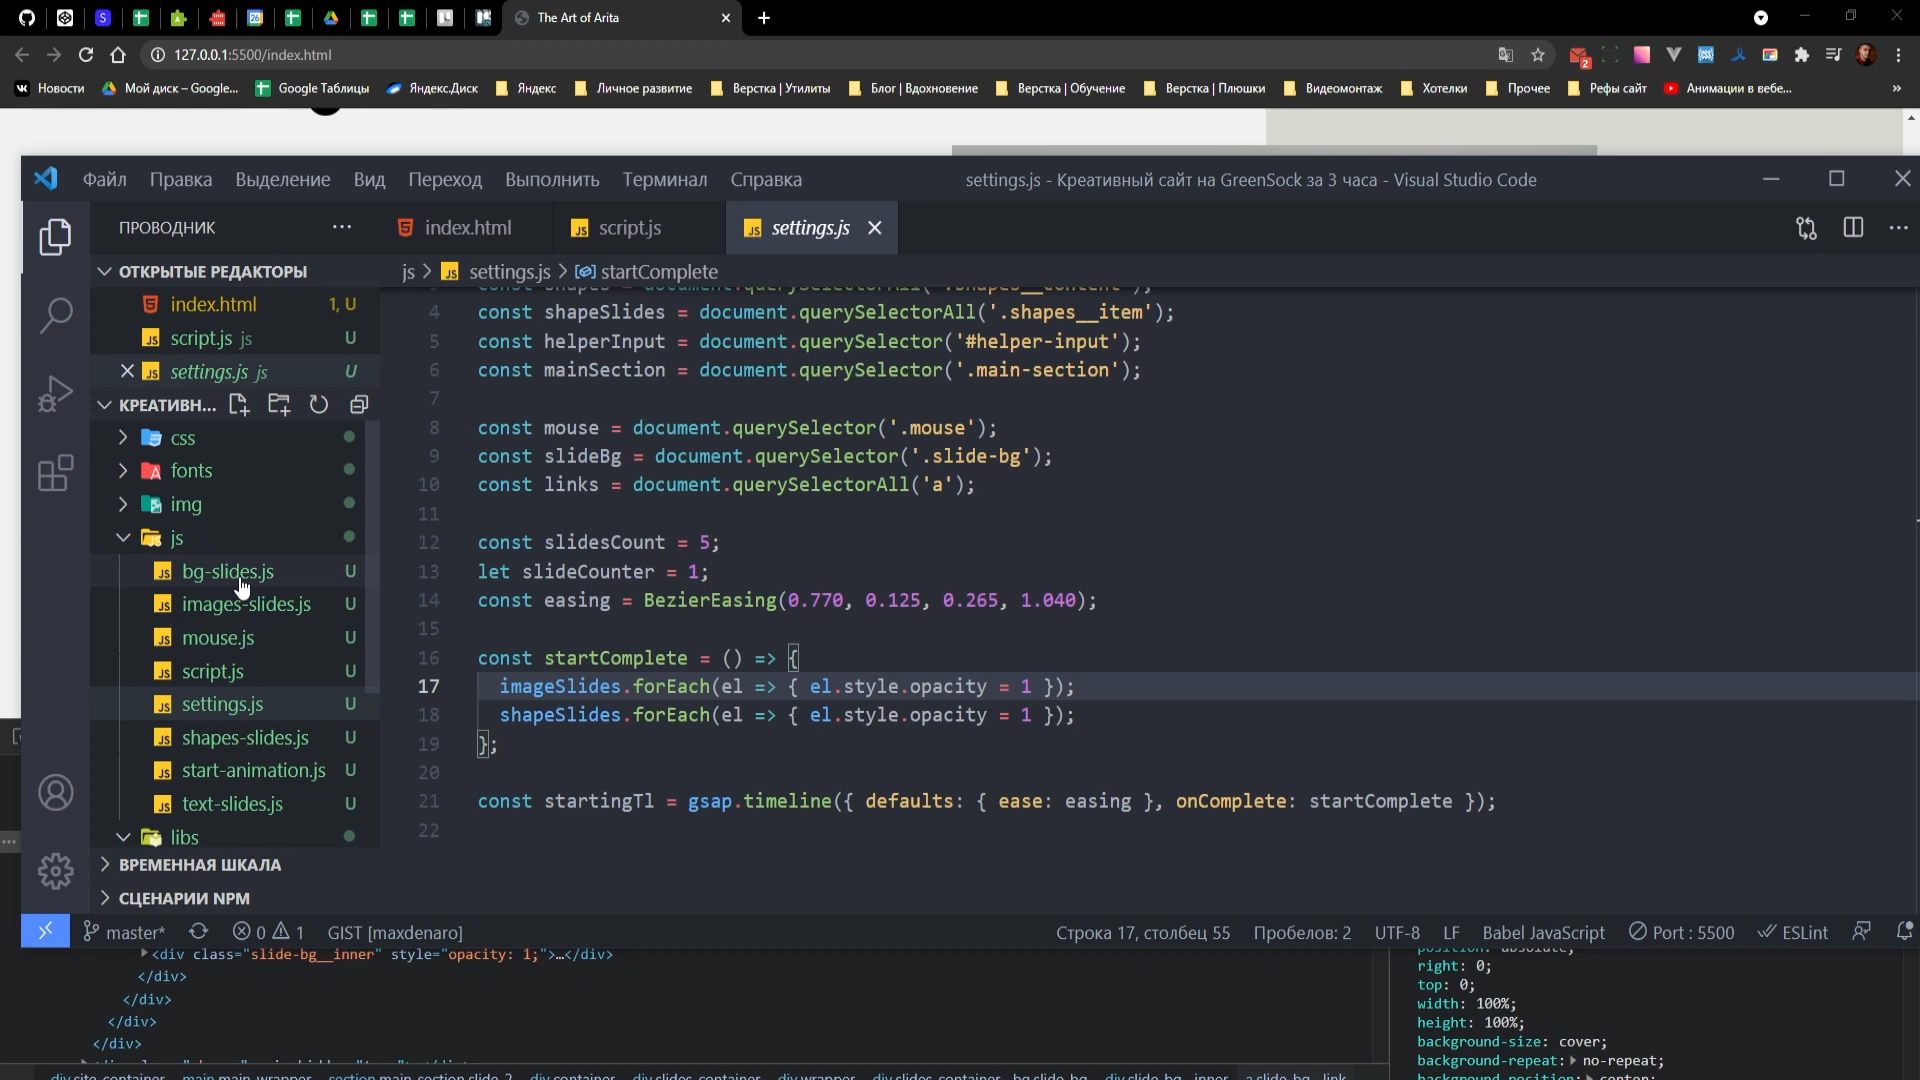 The Art of Arita
127.0.0.1:5500/index.html
2
Новости
Мой диск – Google...
Google Таблицы
Яндекс.Диск
Яндекс
Личное развитие
Верстка | Утилиты
Блог | Вдохновение
Верстка | Обучение
Верстка | Плюшки
Видеомонтаж
Хотелки
Прочее
Рефы сайт
Анимации в вебе...
Файл Правка Выделение Вид Переход Выполнить Терминал Справка
settings.js - Креативный сайт на GreenSock за 3 часа - Visual Studio Code
ПРОВОДНИК
index.html
script.js
settings.js
ОТКРЫТЫЕ РЕДАКТОРЫ
js > JS settings.js > startComplete
index.html 1, U
JS script.js js U
JS settings.js js U
КРЕАТИВН...
css
fonts
img
js
JS bg-slides.js U
JS images-slides.js U
JS mouse.js U
JS script.js U
JS settings.js U
JS shapes-slides.js U
JS start-animation.js U
JS text-slides.js U
libs
ВРЕМЕННАЯ ШКАЛА
СЦЕНАРИИ NPM
4 const shapeSlides = document.querySelectorAll('.shapes__item');
5 const helperInput = document.querySelector('#helper-input');
6 const mainSection = document.querySelector('.main-section');
7
8 const mouse = document.querySelector('.mouse');
9 const slideBg = document.querySelector('.slide-bg');
10 const links = document.querySelectorAll('a');
11
12 const slidesCount = 5;
13 let slideCounter = 1;
14 const easing = BezierEasing(0.770, 0.125, 0.265, 1.040);
15
16 const startComplete = () => {
17 imageSlides.forEach(el => { el.style.opacity = 1 });
18 shapeSlides.forEach(el => { el.style.opacity = 1 });
19 };
20
21 const startingTl = gsap.timeline({ defaults: { ease: easing }, onComplete: startComplete });
22
master* 0 1 GIST [maxdenaro]
Строка 17, столбец 55 Пробелов: 2 UTF-8 LF Babel JavaScript Port : 5500 ESLint
<div class="slide-bg__inner" style="opacity: 1;">…</div>
</div>
</div>
</div>
</div>
right: 0;
top: 0;
width: 100%;
height: 100%;
background-size: cover;
background-repeat: no-repeat;